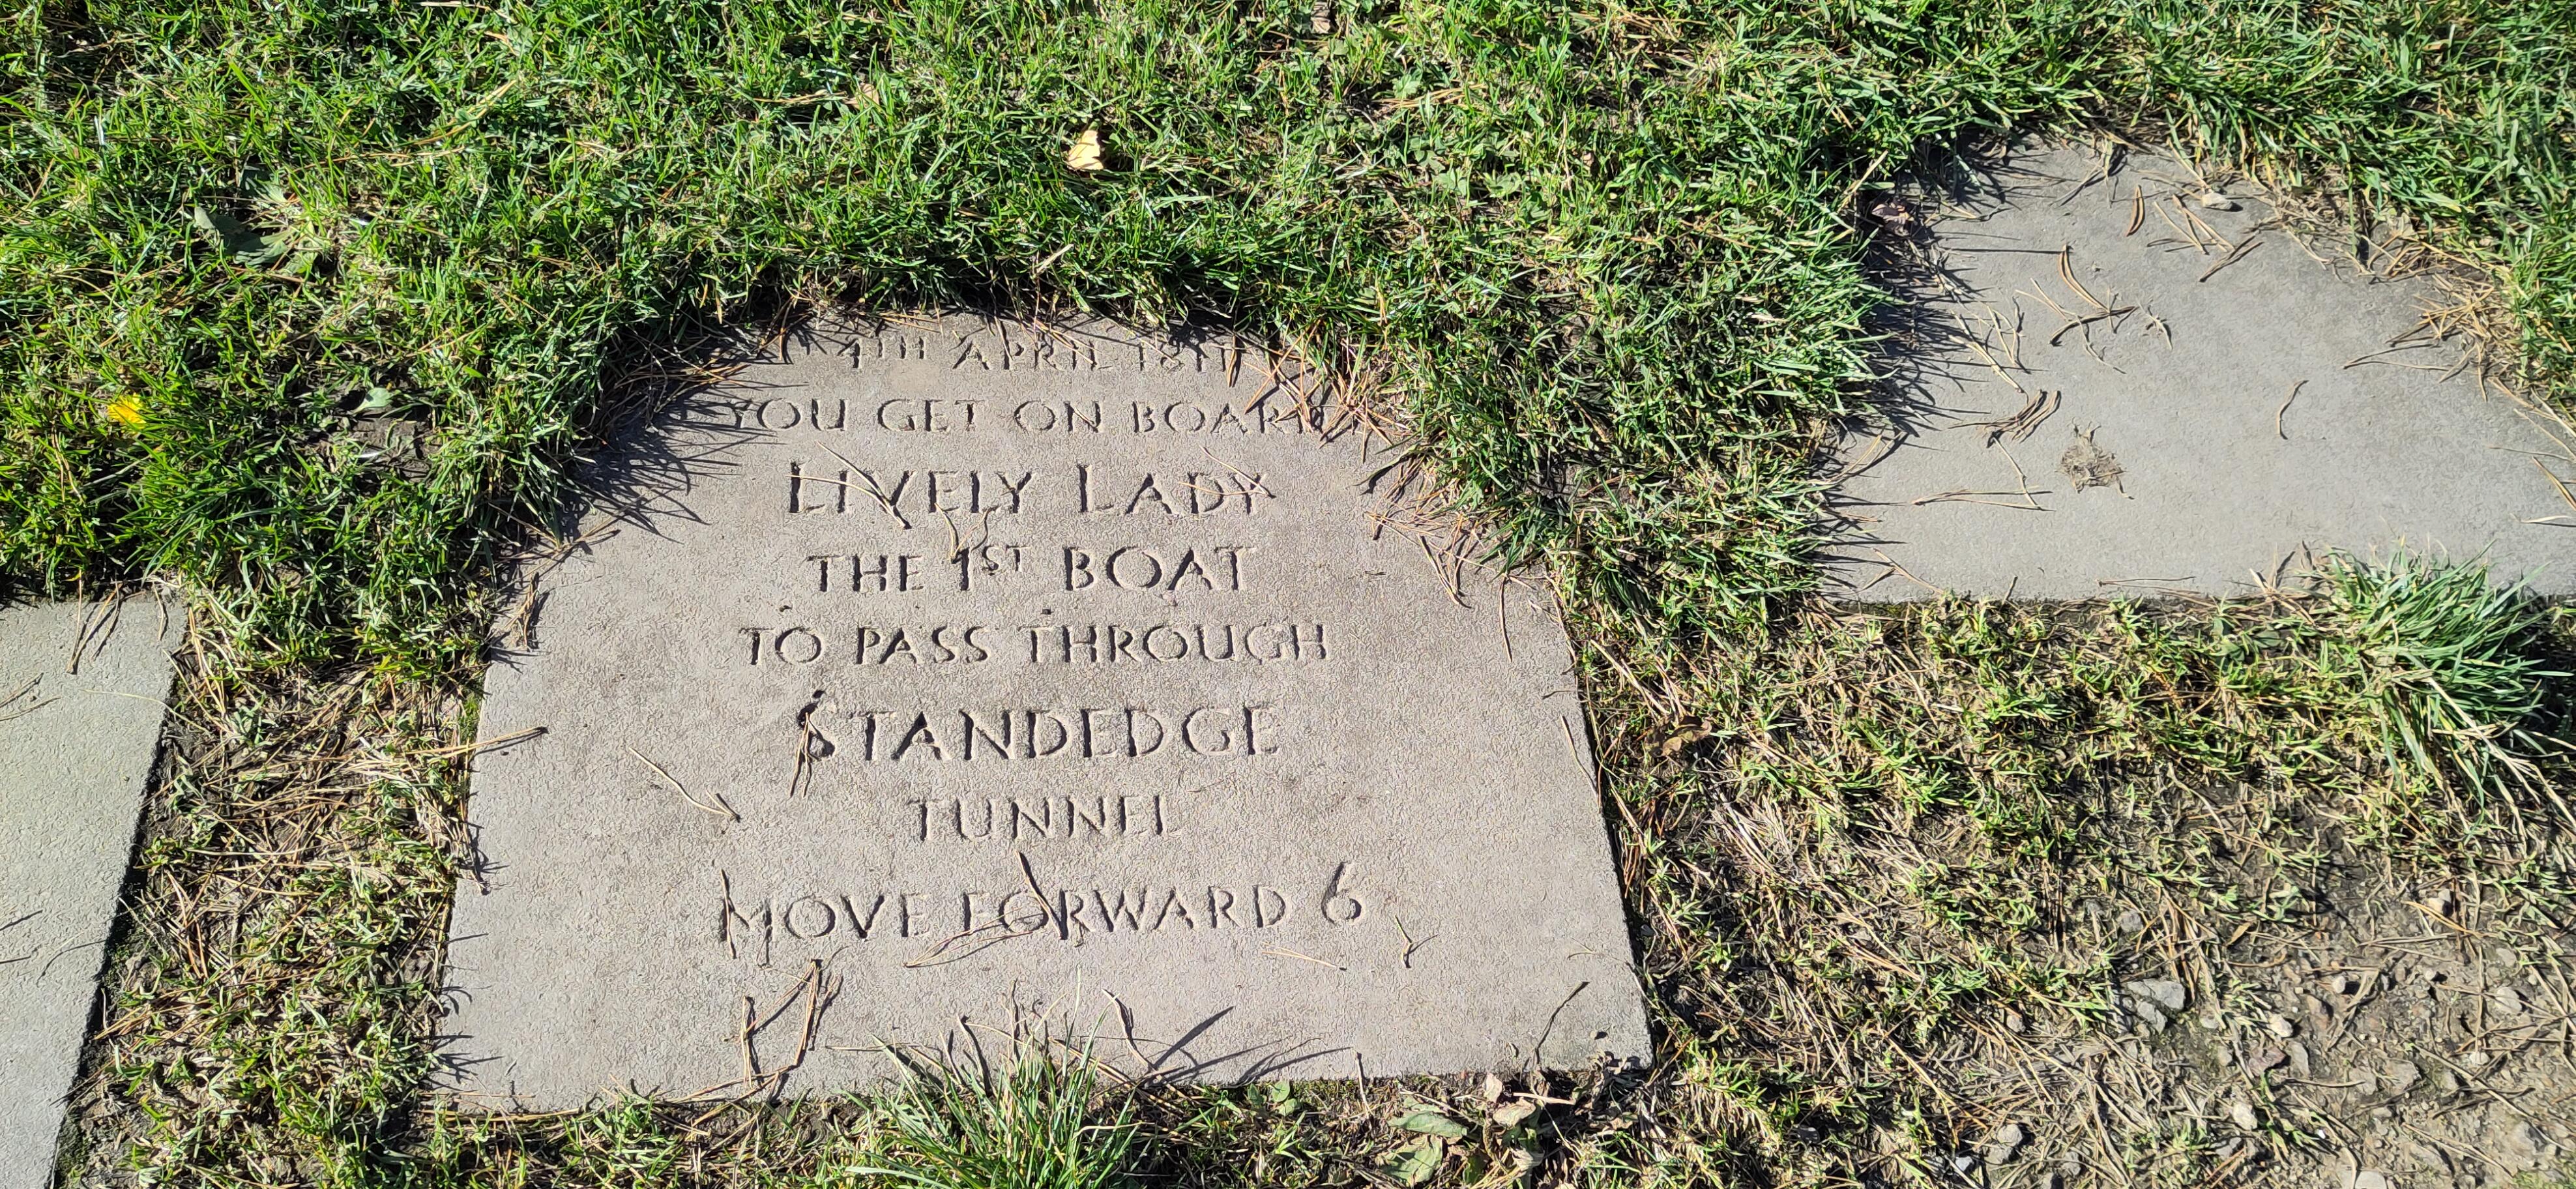 4TH APRIL 1811
YOU GET ON BOARD
LIVELY LADY
THE 1ST BOAT
TO PASS THROUGH
STANDEDGE
TUNNEL
MOVE FORWARD 6